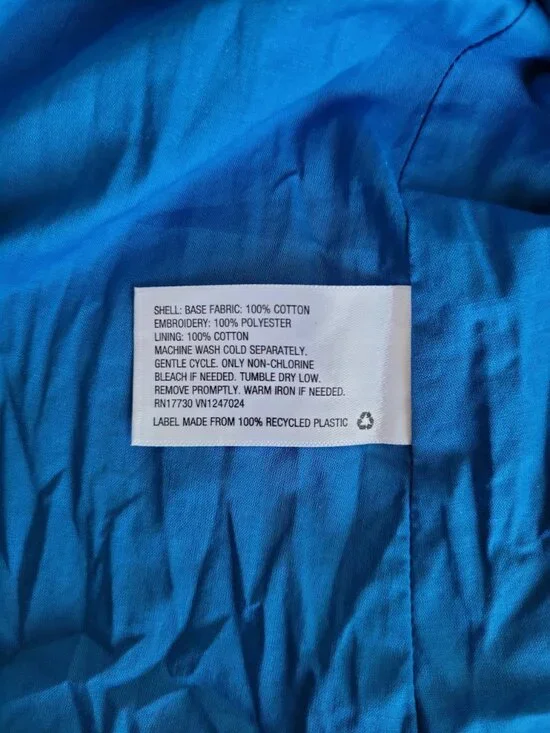 SHELL: BASE FABRIC: 100% COTTON
EMBROIDERY: 100% POLYESTER
LINING: 100% COTTON
MACHINE WASH COLD SEPARATELY.
GENTLE CYCLE. ONLY NON-CHLORINE
BLEACH IF NEEDED. TUMBLE DRY LOW.
REMOVE PROMPTLY. WARM IRON IF NEEDED.
RN17730 VN1247024
LABEL MADE FROM 100% RECYCLED PLASTIC